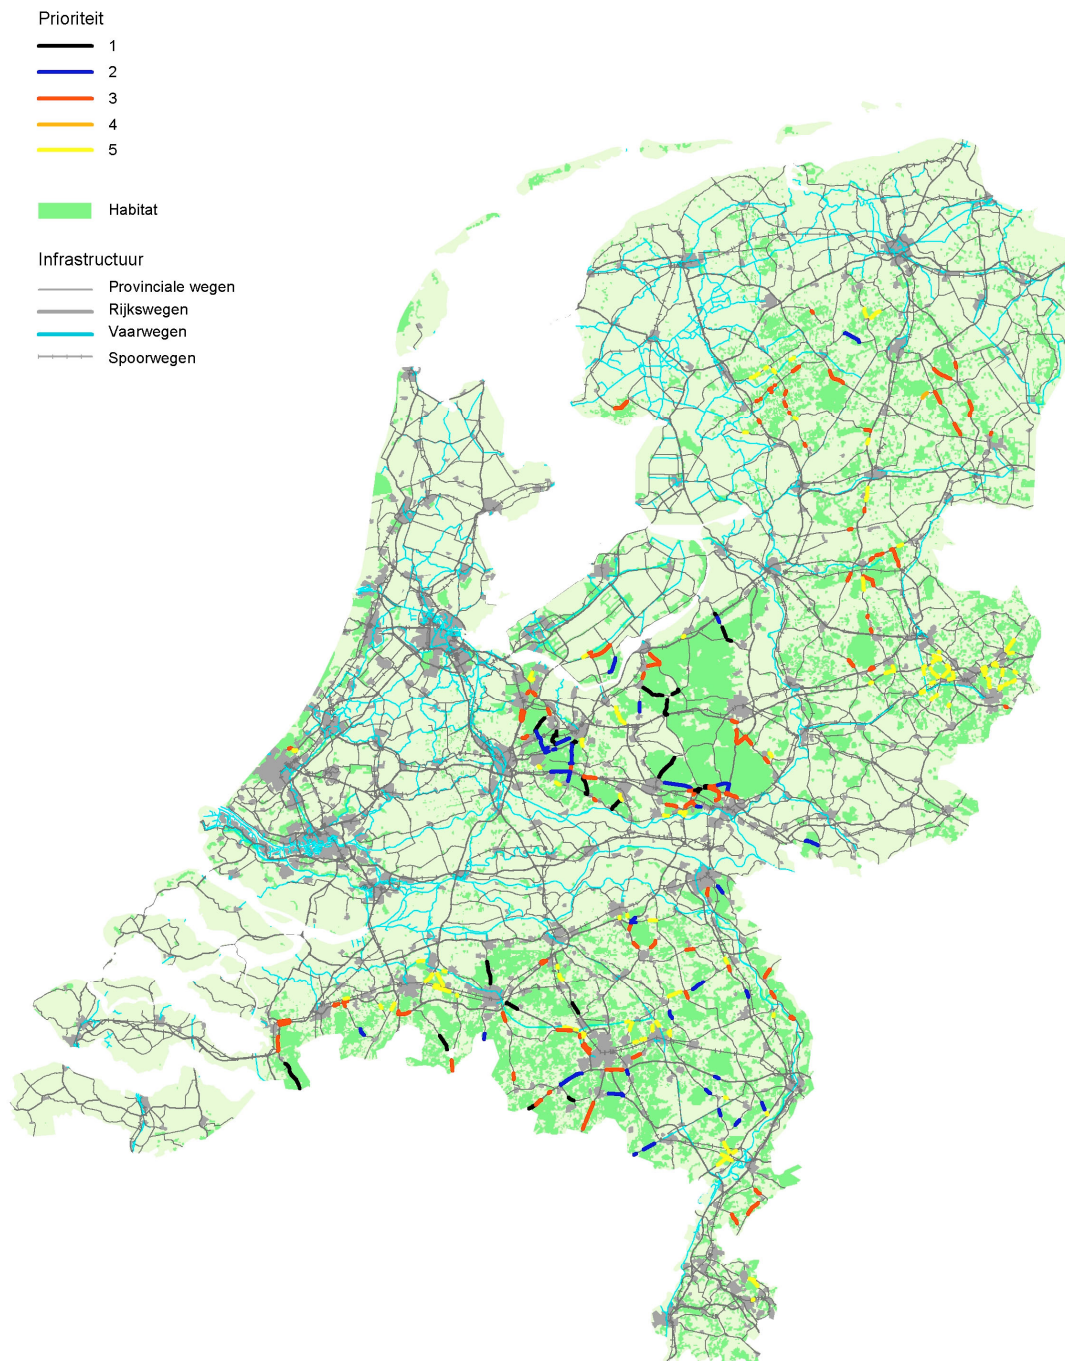 Prioriteit
1
2
3
4
5
Habitat
Infrastructuur
Provinciale wegen
Rijkswegen
Vaarwegen
Spoorwegen